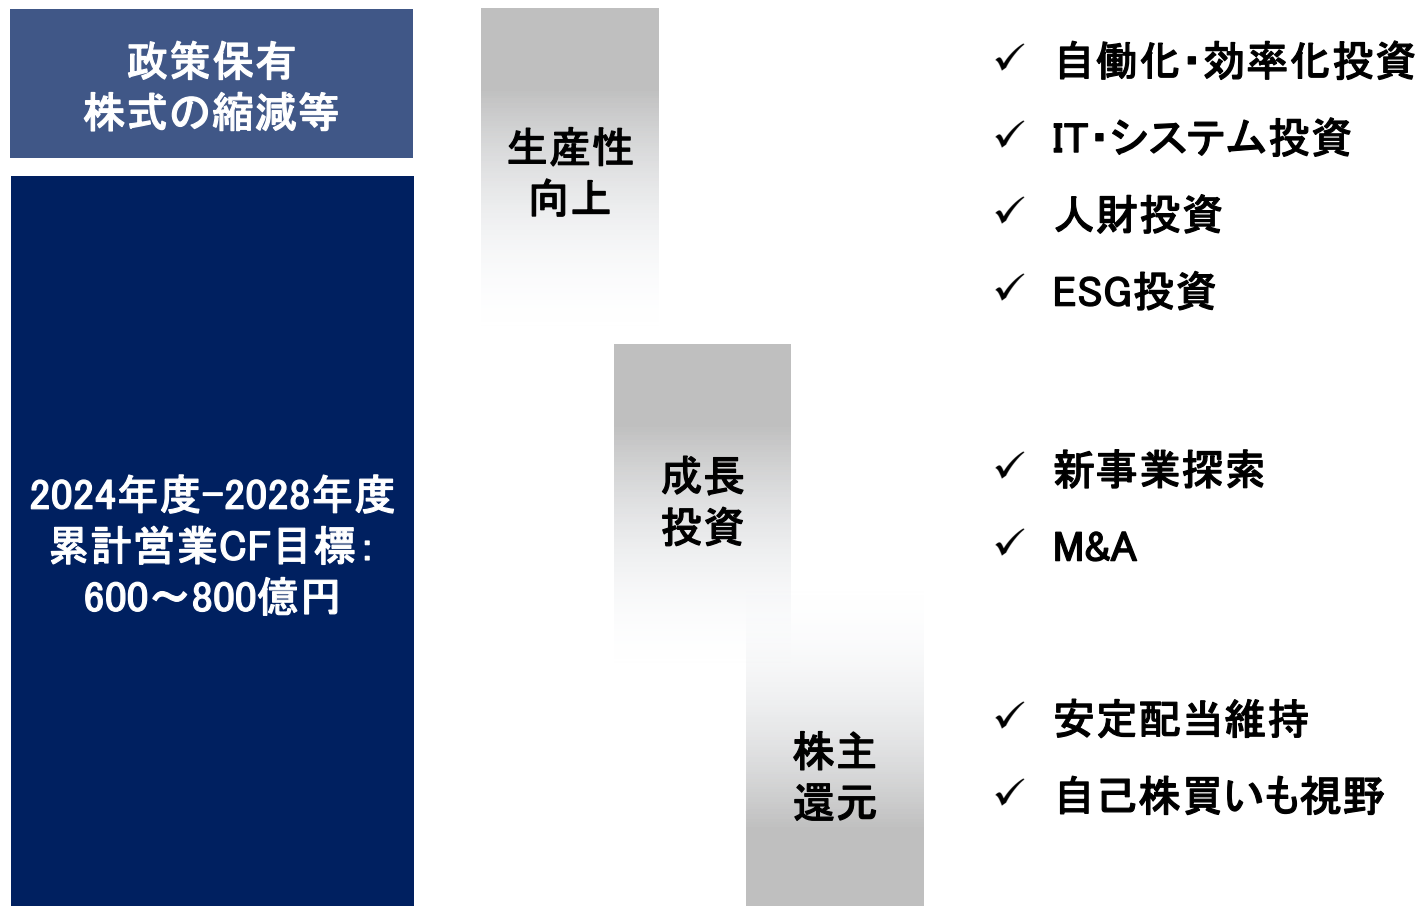 政策保有
株式の縮減等
2024年度-2028年度
累計営業CF目標：
600～800億円
生産性
向上
✓ 自働化・効率化投資
✓ IT・システム投資
✓ 人財投資
✓ ESG投資
成長
投資
✓ 新事業探索
✓ M&A
株主
還元
✓ 安定配当維持
✓ 自己株買いも視野